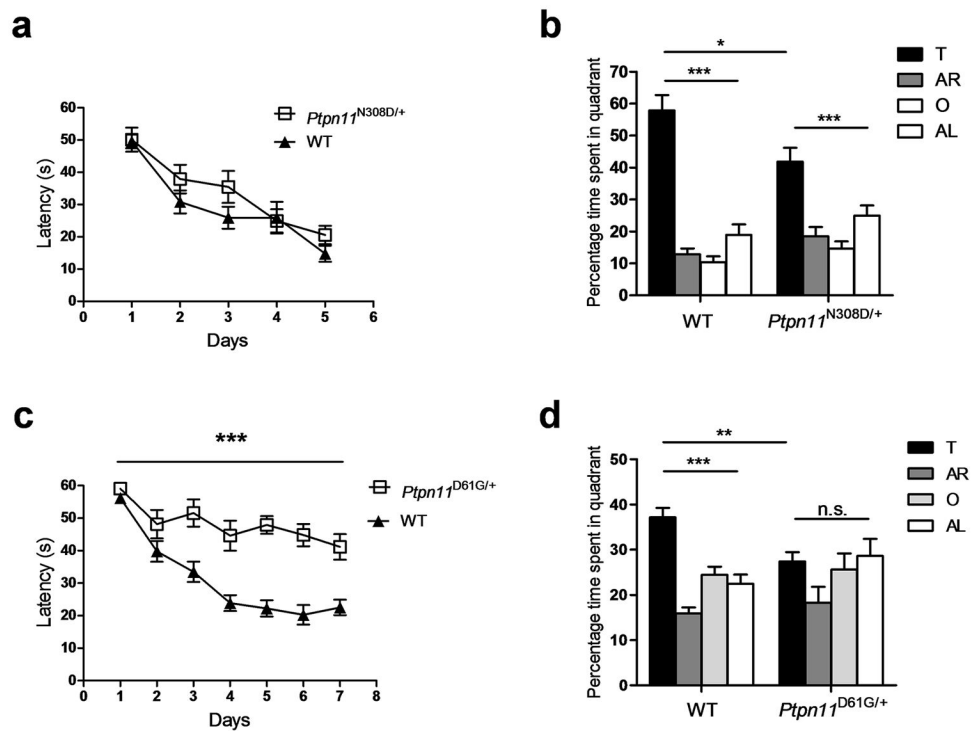 a
60
50
40
30
20
10
0
Latency (s)
Ptpn11N308D/+
WT
0 1 2 3 4 5 6
Days
b
*
***
***
70
60
50
40
30
20
10
0
Percentage time spent in quadrant
T
AR
O
AL
WT Ptpn11N308D/+
c
***
60
50
40
30
20
10
0
Latency (s)
Ptpn11D61G/+
WT
0 1 2 3 4 5 6 7 8
Days
d
**
***
n.s.
50
40
30
20
10
0
Percentage time spent in quadrant
T
AR
O
AL
WT Ptpn11D61G/+